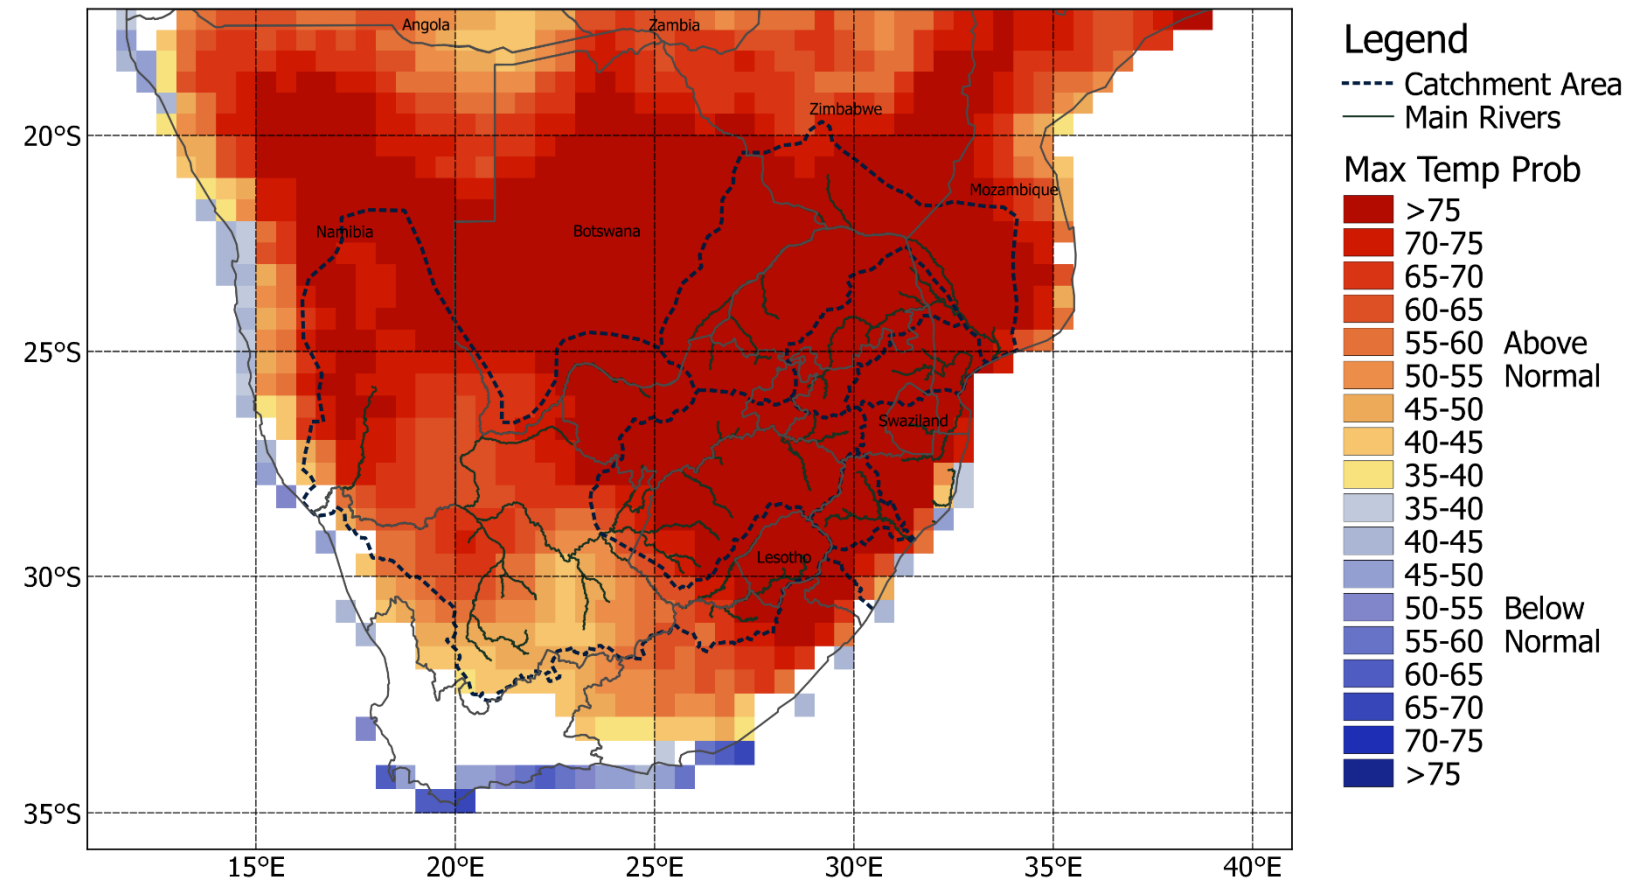 Angola
Zambia
Zimbabwe
Mozambique
Namibia
Botswana
Swaziland
Lesotho
20°S
25°S
30°S
35°S
15°E
20°E
25°E
30°E
35°E
40°E
Legend
Catchment Area
Main Rivers
Max Temp Prob
>75
70-75
65-70
60-65
55-60 Above
50-55 Normal
45-50
40-45
35-40
35-40
40-45
45-50
50-55 Below
55-60 Normal
60-65
65-70
70-75
>75